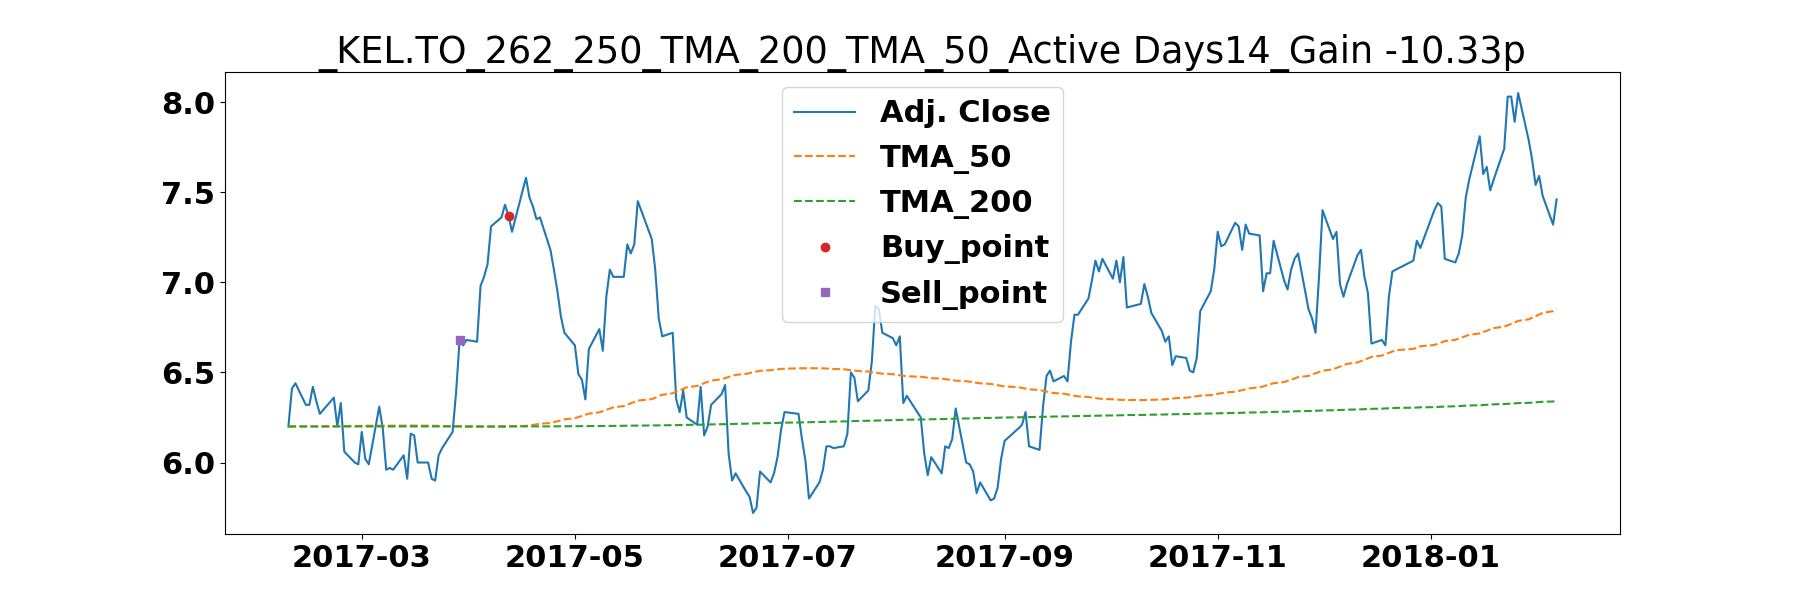 _KEL.TO_262_250_TMA_200_TMA_50_Active Days14_Gain -10.33p
8.0
7.5
7.0
6.5
6.0
Adj. Close
TMA_50
TMA_200
Buy_point
Sell_point
2017-03 2017-05 2017-07 2017-09 2017-11 2018-01